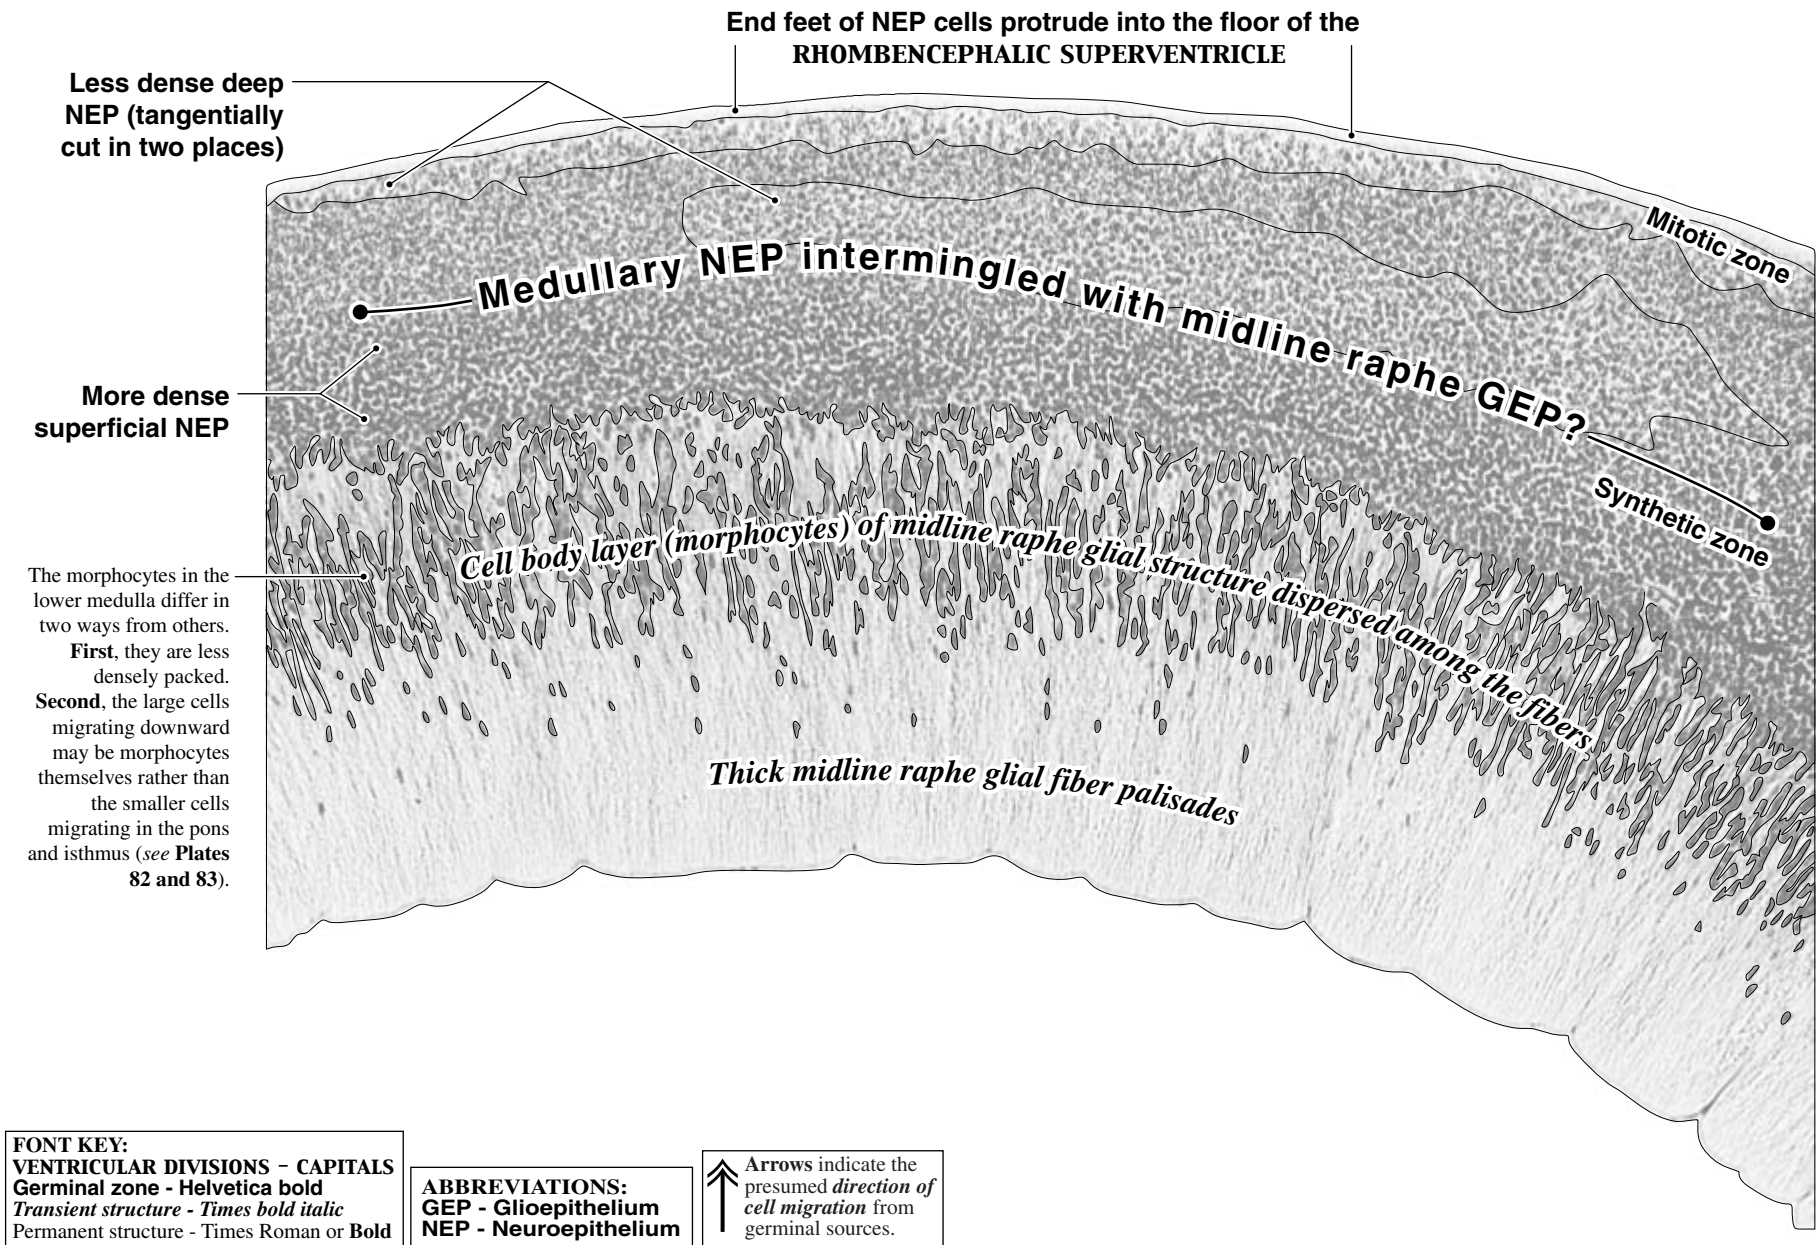 End feet of NEP cells protrude into the floor of the
RHOMBENCEPHALIC SUPERVENTRICLE
Less dense deep
NEP (tangentially
cut in two places)
Mitotic zone
Medullary NEP intermingled with midline raphe GEP?
More dense
superficial NEP
Synthetic zone
Cell body layer (morphocytes) of midline raphe glial structure dispersed among the fibers
The morphocytes in the
lower medulla differ in
two ways from others.
First, they are less
densely packed.
Second, the large cells
migrating downward
may be morphocytes
themselves rather than
the smaller cells
migrating in the pons
and isthmus (see Plates
82 and 83).
Thick midline raphe glial fiber palisades
FONT KEY:
VENTRICULAR DIVISIONS – CAPITALS
Germinal zone - Helvetica bold
Transient structure - Times bold italic
Permanent structure - Times Roman or Bold
ABBREVIATIONS:
GEP - Glioepithelium
NEP - Neuroepithelium
Arrows indicate the
presumed direction of
cell migration from
germinal sources.